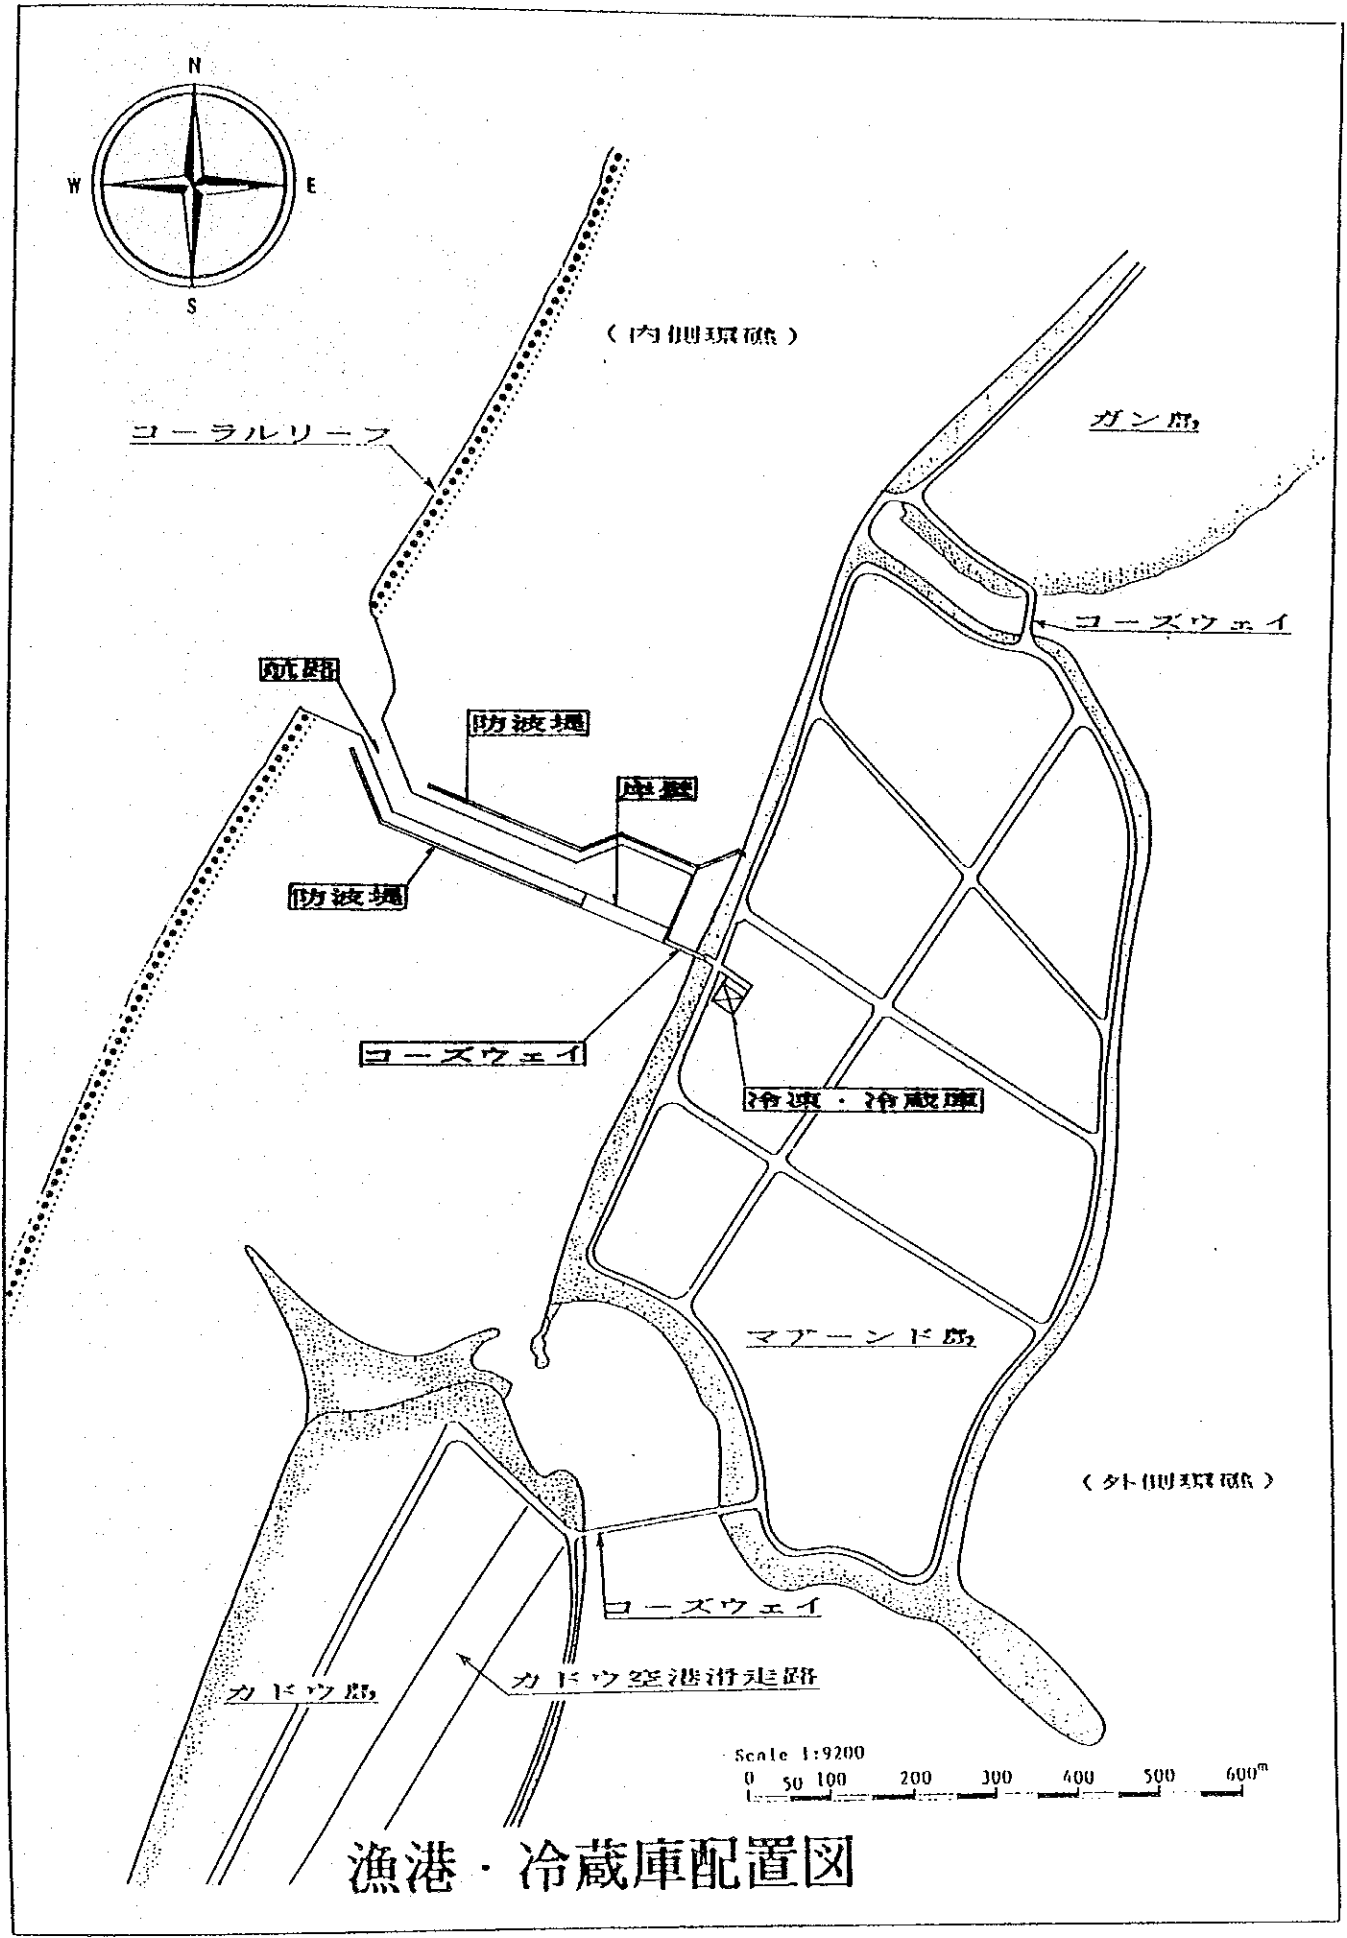 N
W E
S
(内側環礁)
ガン島
コーラルリーフ
コーズウェイ
航路
防波堤
岸壁
防波堤
コーズウェイ
冷凍・冷蔵庫
マアーンド島
(外側環礁)
コーズウェイ
カドウ島
カドウ空港滑走路
Scale 1:9200
0 50 100 200 300 400 500 600m
漁港・冷蔵庫配置図